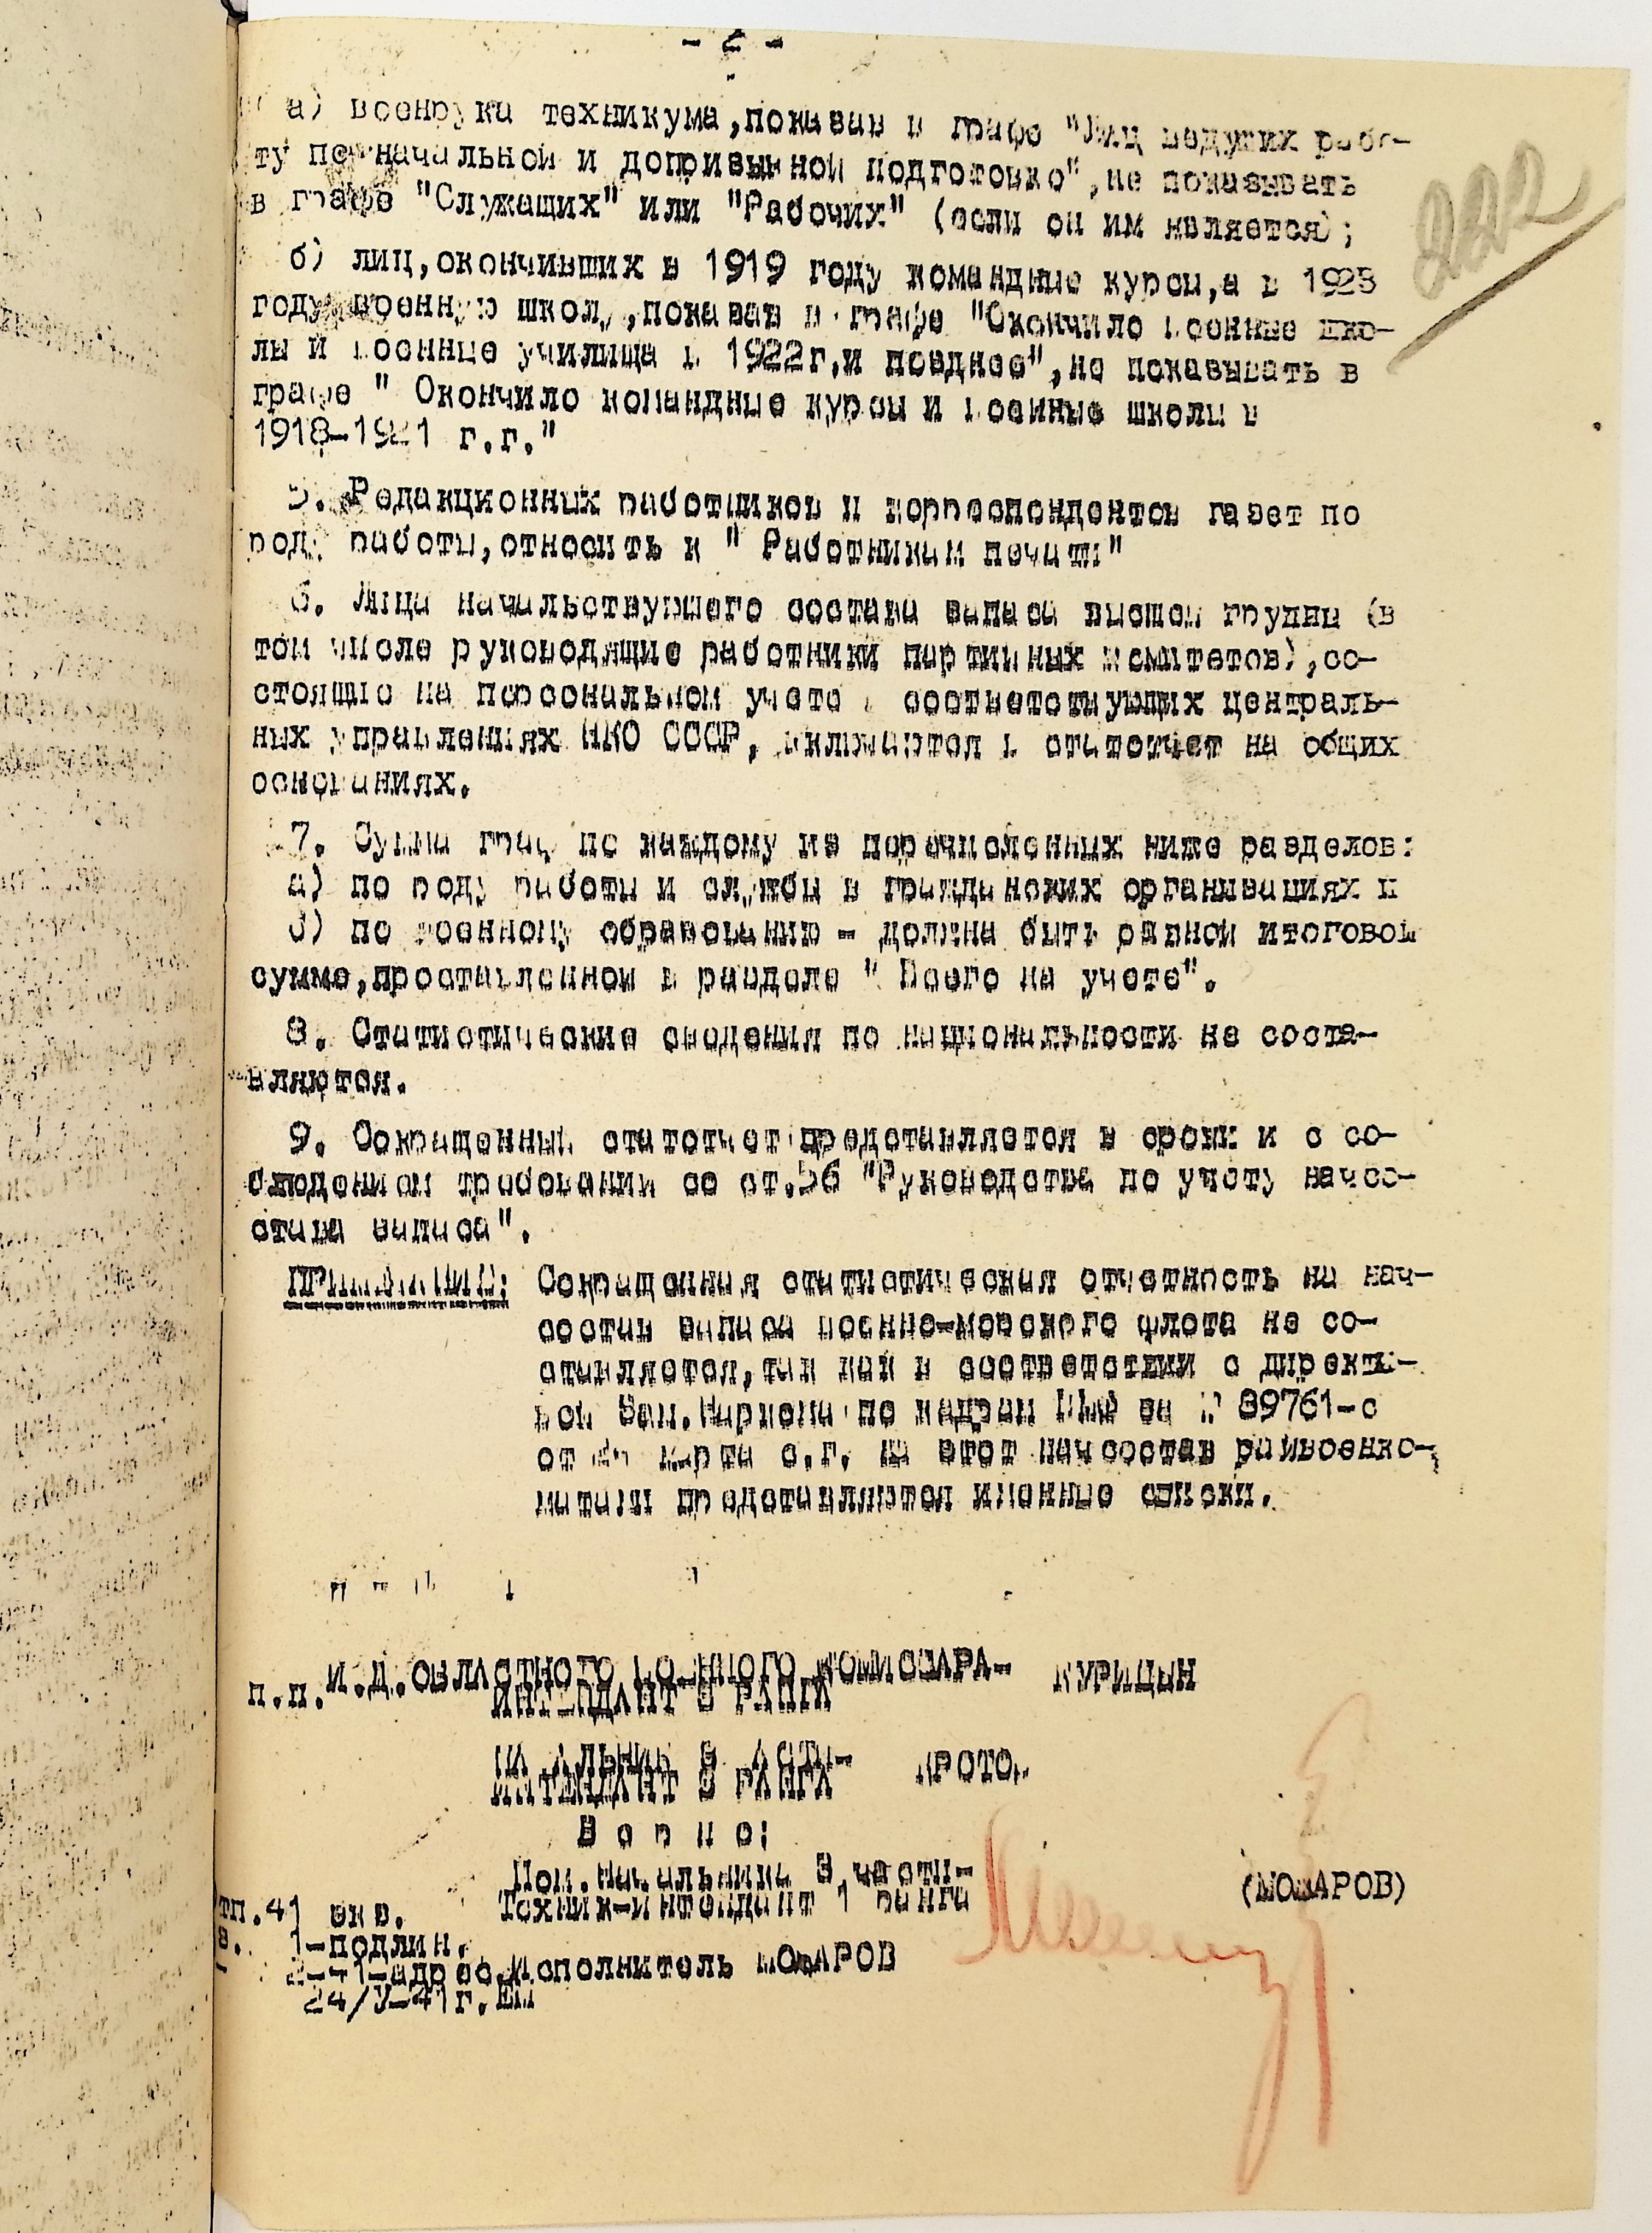 - 2 -
а) военрука техникума,показав в графе "Лиц ведущих рабо-
ту по начальной и допризывной подготовке",не показывать
в графе "Служащих" или "Рабочих" (если он им является);
б) лиц,окончивших в 1919 году командные курсы,а в 1923
году военную школу,показав в графе "Окончило военные шко-
лы и военные училища в 1922г.и позднее",не показывать в
графе " Окончило командные курсы и военные школы в
1918-1921 г.г."
5. Редакционных работников и корреспондентов газет по
роду работы,относить к " Работникам печати"
6. Лица начальствующего состава запаса высшей группы (в
том числе руководящие работники партийных комитетов),со-
стоящие на персональном учете в соответствующих централь-
ных управлениях НКО СССР, включаются в статотчет на общих
основаниях.
7. Сумма граф по каждому из перечисленных ниже разделов:
а) по роду работы и службы в гражданских организациях и
б) по военному образованию - должна быть равной итоговой
сумме,проставленной в разделе " Всего на учете".
8. Статистические сведения по национальности не соста-
вляются.
9. Сокращенный статотчет представляется в сроки и с со-
блюдением требований со ст.56 "Руководства по учету начсо-
става запаса".
ПРИМЕЧАНИЕ: Сокращенная статистическая отчетность на нач-
состав запаса военно-морского флота не со-
ставляется,так как в соответствии с директи-
вой Зам.Наркома по кадрам ВМФ за № 89761-с
от марта с.г. на этот начсостав райвоенко-
матами представляются именные списки.
п.п. И.Д.ОБЛАСТНОГО ВОЕННОГО КОМИССАРА- КУРИЦЫН
ИНТЕНДАНТ 3 РАНГА
НАЧАЛЬНИК 3 ЧАСТИ-
ИНТЕНДАНТ 3 РАНГА
В е р н о:
Пом.начальника 3 части-
Техник-интендант 1 ранга (КОМАРОВ)
тп.41 экз.
1-подлин.
2-41-адрес.Исполнитель КОМАРОВ
24/У-41г.ЕМ